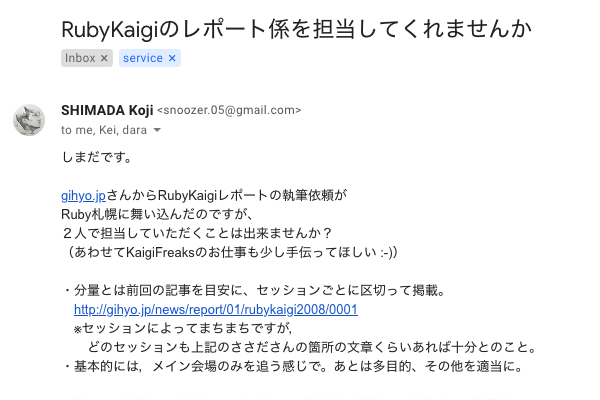 RubyKaigiのレポート係を担当してくれませんか
Inbox × service ×
SHIMADA Koji <snoozer.05@gmail.com>
to me, Kei, dara
しまだです。
gihyo.jpさんからRubyKaigiレポートの執筆依頼が
Ruby札幌に舞い込んだのですが、
２人で担当していただくことは出来ませんか？
（あわせてKaigiFreaksのお仕事も少し手伝ってほしい :-)）
・分量とは前回の記事を目安に、セッションごとに区切って掲載。
http://gihyo.jp/news/report/01/rubykaigi2008/0001
※セッションによってまちまちですが,
どのセッションも上記のささださんの箇所の文章くらいあれば十分とのこと。
・基本的には，メイン会場のみを追う感じで。あとは多目的、その他を適当に。